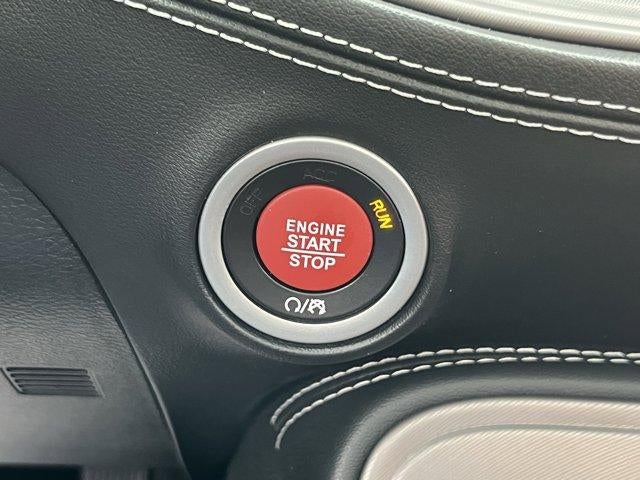 OFF
ACC
RUN
ENGINE
START
STOP